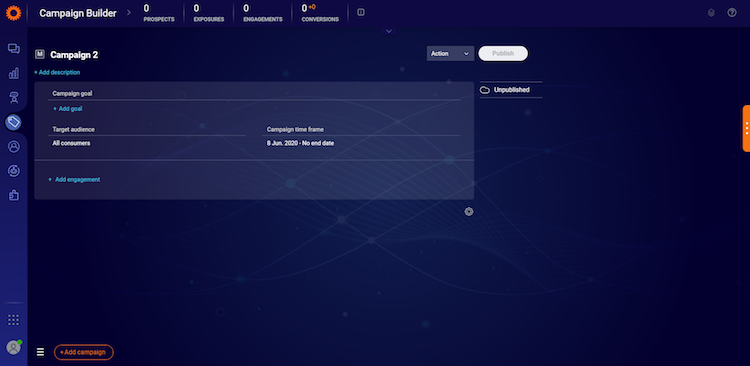 Campaign Builder
0
PROSPECTS
0
EXPOSURES
0
ENGAGEMENTS
0 +0
CONVERSIONS
M Campaign 2
Action
Publish
+ Add description
Unpublished
Campaign goal
+ Add goal
Target audience
Campaign time frame
All consumers
8 Jun. 2020 - No end date
+ Add engagement
+Add campaign